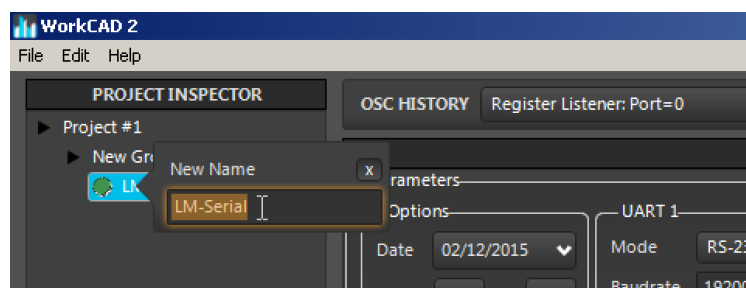 WorkCAD 2
File Edit Help
PROJECT INSPECTOR
OSC HISTORY Register Listener: Port=0
Project #1
New Name x
LM-Serial
UART 1
Date 02/12/2015
Mode
Baudrate